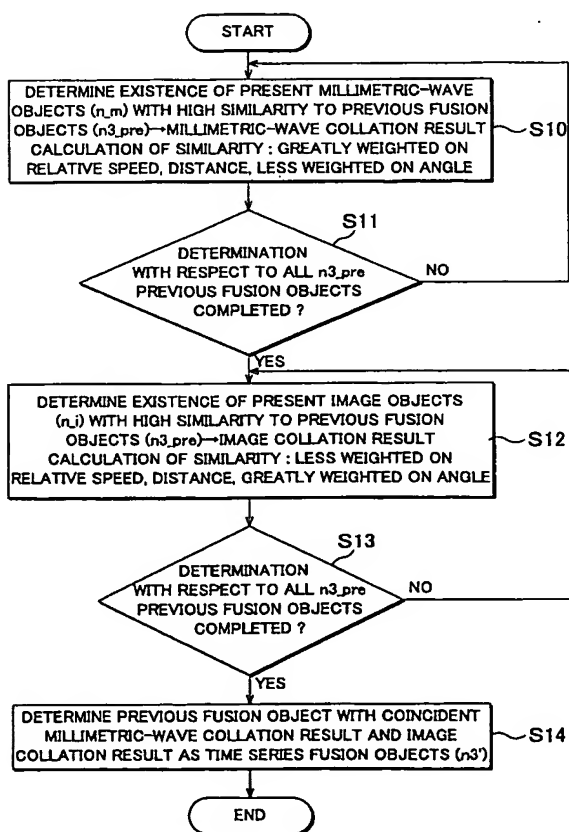 START
DETERMINE EXISTENCE OF PRESENT MILLIMETRIC-WAVE
OBJECTS (n_m) WITH HIGH SIMILARITY TO PREVIOUS FUSION
OBJECTS (n3_pre)→MILLIMETRIC-WAVE COLLATION RESULT
CALCULATION OF SIMILARITY : GREATLY WEIGHTED ON
RELATIVE SPEED, DISTANCE, LESS WEIGHTED ON ANGLE
S10
S11
DETERMINATION
WITH RESPECT TO ALL n3_pre
PREVIOUS FUSION OBJECTS
COMPLETED ?
NO
YES
DETERMINE EXISTENCE OF PRESENT IMAGE OBJECTS
(n_i) WITH HIGH SIMILARITY TO PREVIOUS FUSION
OBJECTS (n3_pre)→IMAGE COLLATION RESULT
CALCULATION OF SIMILARITY : LESS WEIGHTED ON
RELATIVE SPEED, DISTANCE, GREATLY WEIGHTED ON ANGLE
S12
S13
DETERMINATION
WITH RESPECT TO ALL n3_pre
PREVIOUS FUSION OBJECTS
COMPLETED ?
NO
YES
DETERMINE PREVIOUS FUSION OBJECT WITH COINCIDENT
MILLIMETRIC-WAVE COLLATION RESULT AND IMAGE
COLLATION RESULT AS TIME SERIES FUSION OBJECTS (n3')
S14
END